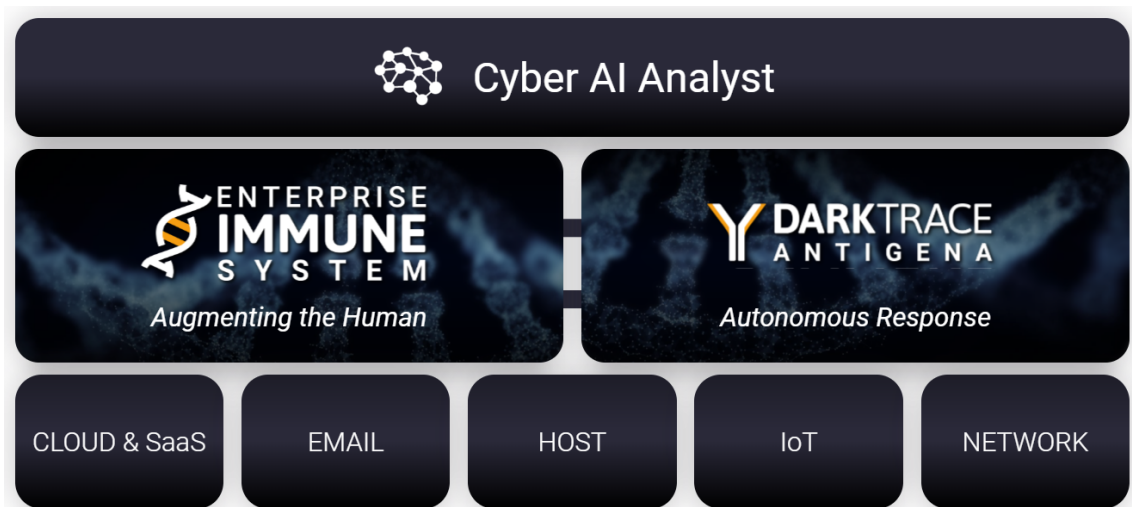 Cyber AI Analyst
ENTERPRISE
IMMUNE
SYSTEM
Augmenting the Human
DARKTRACE
ANTIGENA
Autonomous Response
CLOUD & SaaS
EMAIL
HOST
IoT
NETWORK